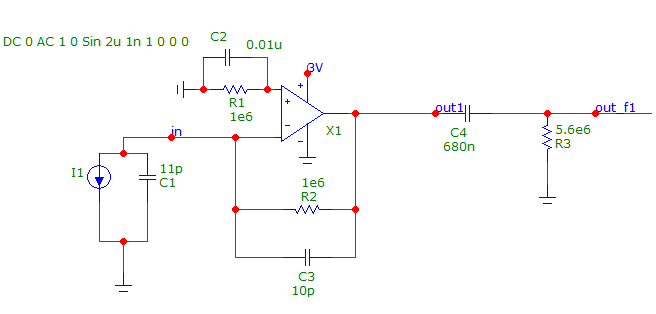 DC 0 AC 1 0 Sin 2u 1n 1 0 0 0
C2
0.01u
3V
R1
1e6
X1
in
out1
out_f1
C4
680n
5.6e6
R3
I1
11p
C1
1e6
R2
C3
10p